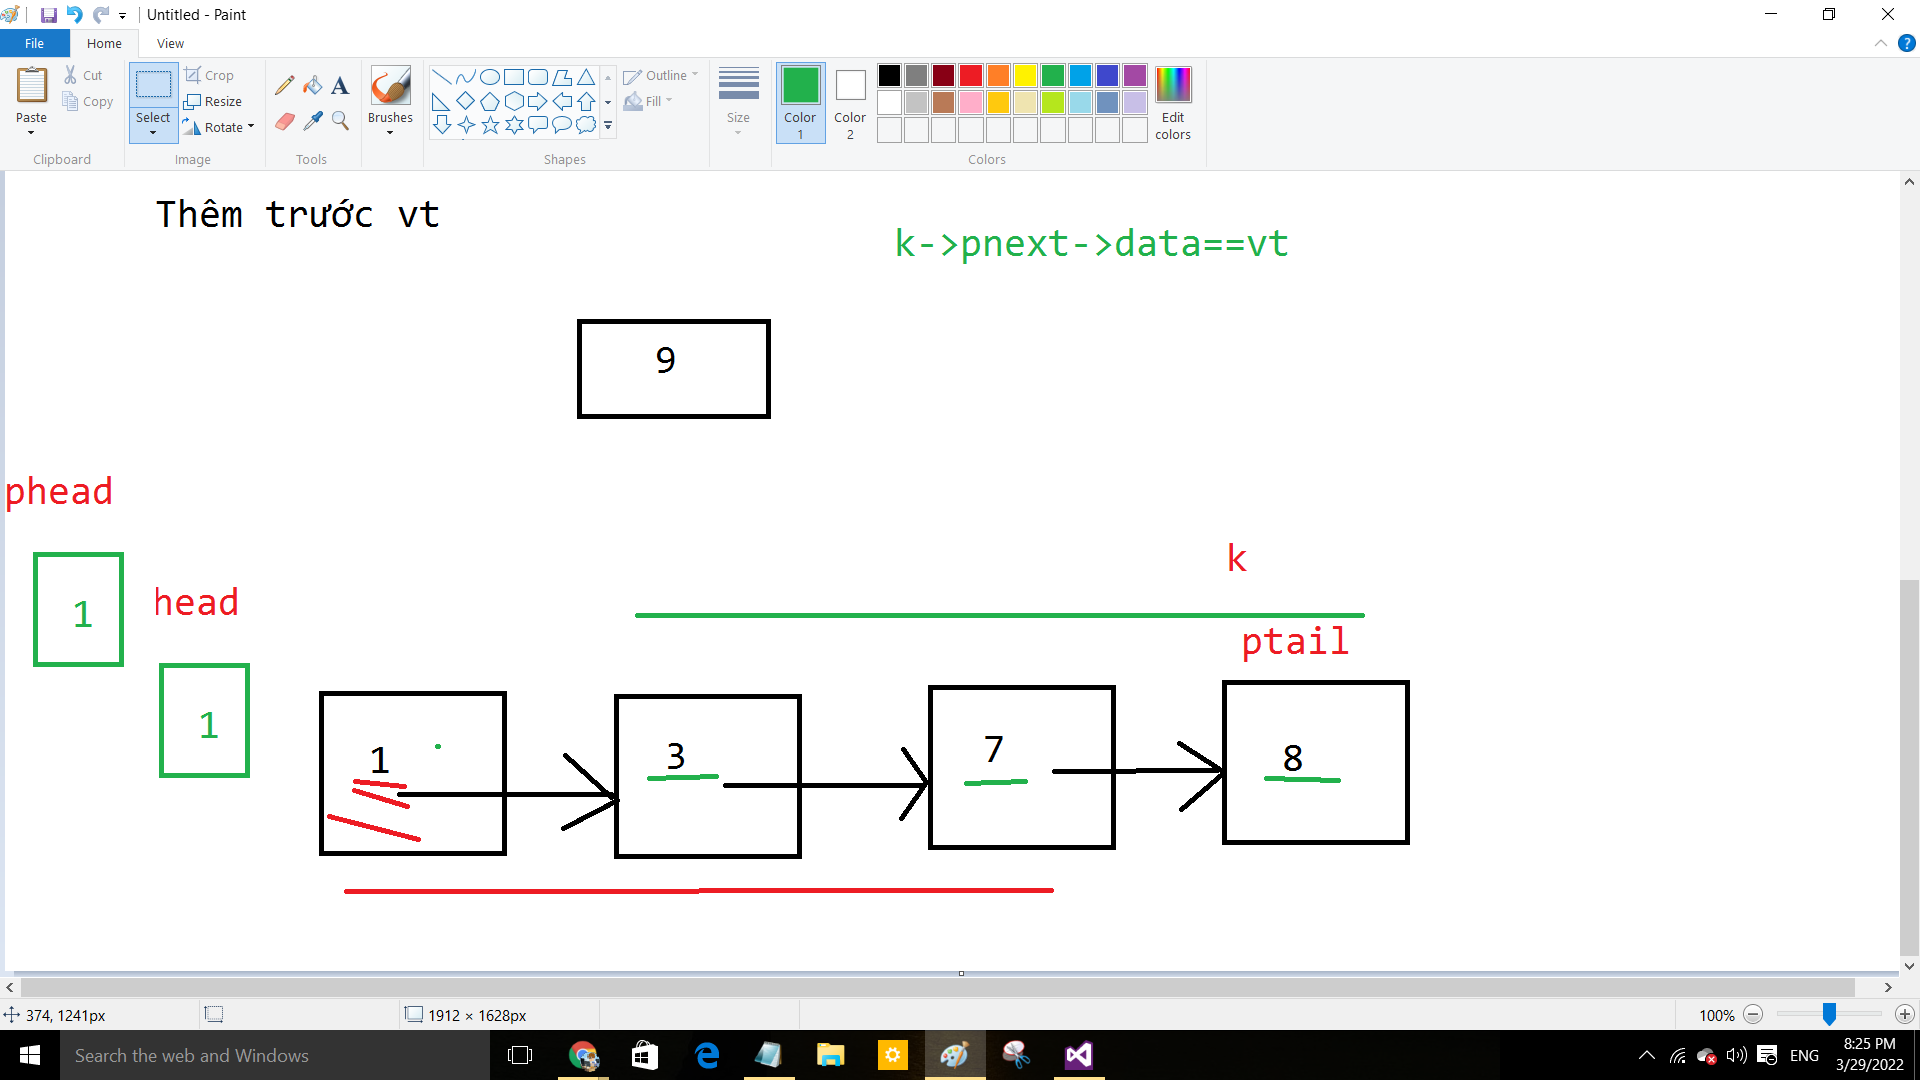 Untitled - Paint
File Home View
Paste
Cut
Copy
Clipboard
Select
Crop
Resize
Rotate
Image
Tools
Brushes
Shapes
Outline
Fill
Size
Color 1
Color 2
Edit colors
Colors
Thêm trước vt
k->pnext->data==vt
9
phead
k
1
head
ptail
1
1
3
7
8
374, 1241px
1912 × 1628px
100%
Search the web and Windows
ENG
8:25 PM
3/29/2022